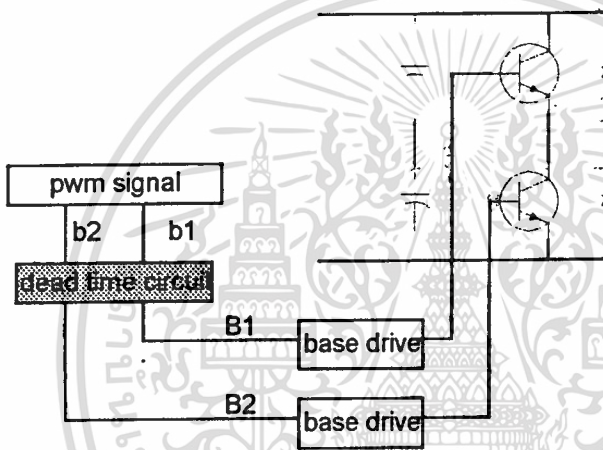 pwm signal
b2 b1
dead time circuit
B1
base drive
B2
base drive